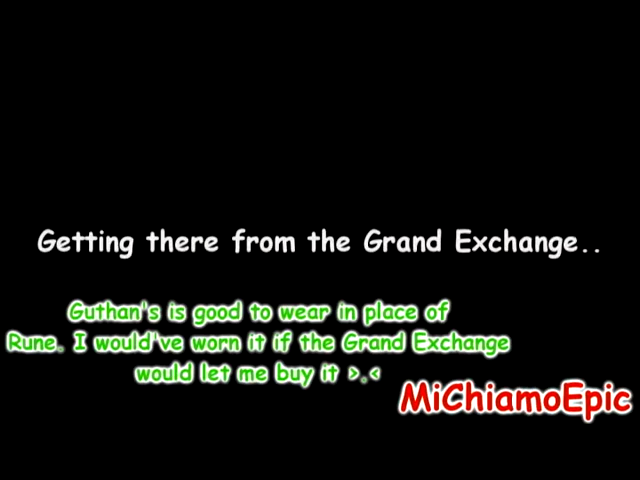 Getting there from the Grand Exchange..
Guthan's is good to wear in place of
Rune. I would've worn it if the Grand Exchange
would let me buy it >.<
MiChiamoEpic